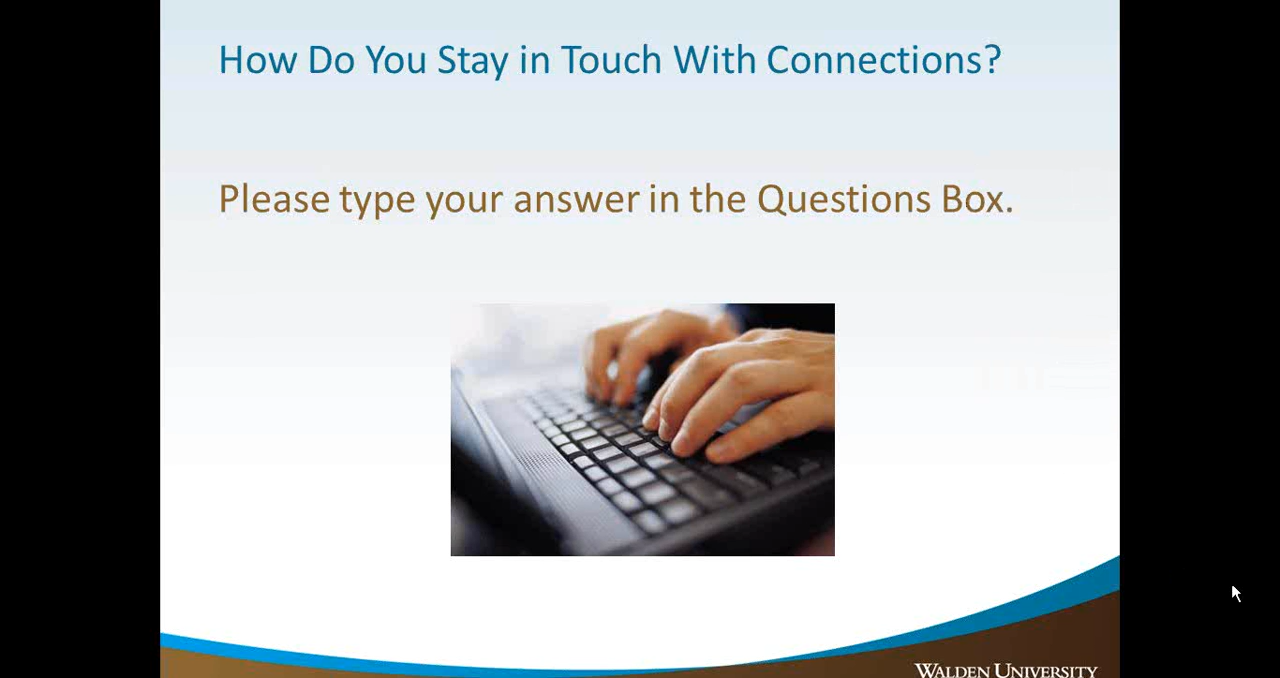 How Do You Stay in Touch With Connections?
Please type your answer in the Questions Box.
WALDEN UNIVERSITY